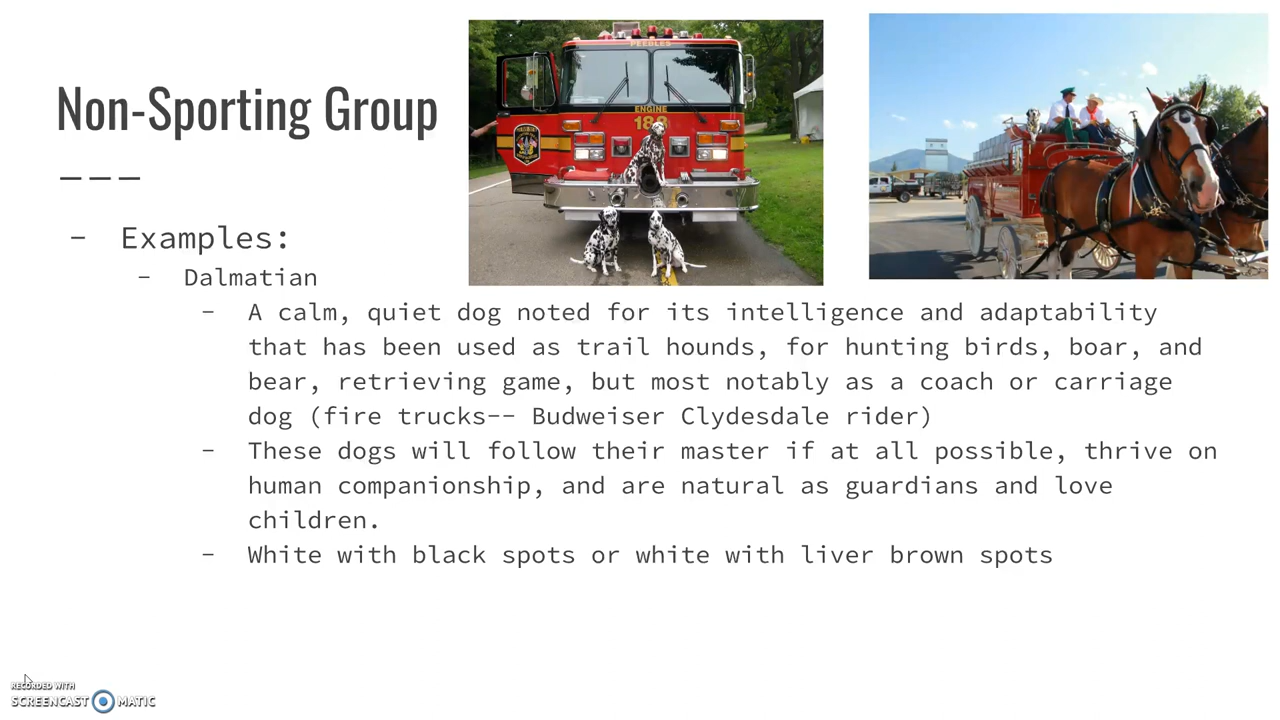 Non-Sporting Group
PEEBLES
ENGINE
188
- Examples:
- Dalmatian
- A calm, quiet dog noted for its intelligence and adaptability
that has been used as trail hounds, for hunting birds, boar, and
bear, retrieving game, but most notably as a coach or carriage
dog (fire trucks-- Budweiser Clydesdale rider)
- These dogs will follow their master if at all possible, thrive on
human companionship, and are natural as guardians and love
children.
- White with black spots or white with liver brown spots
RECORDED WITH
SCREENCAST MATIC